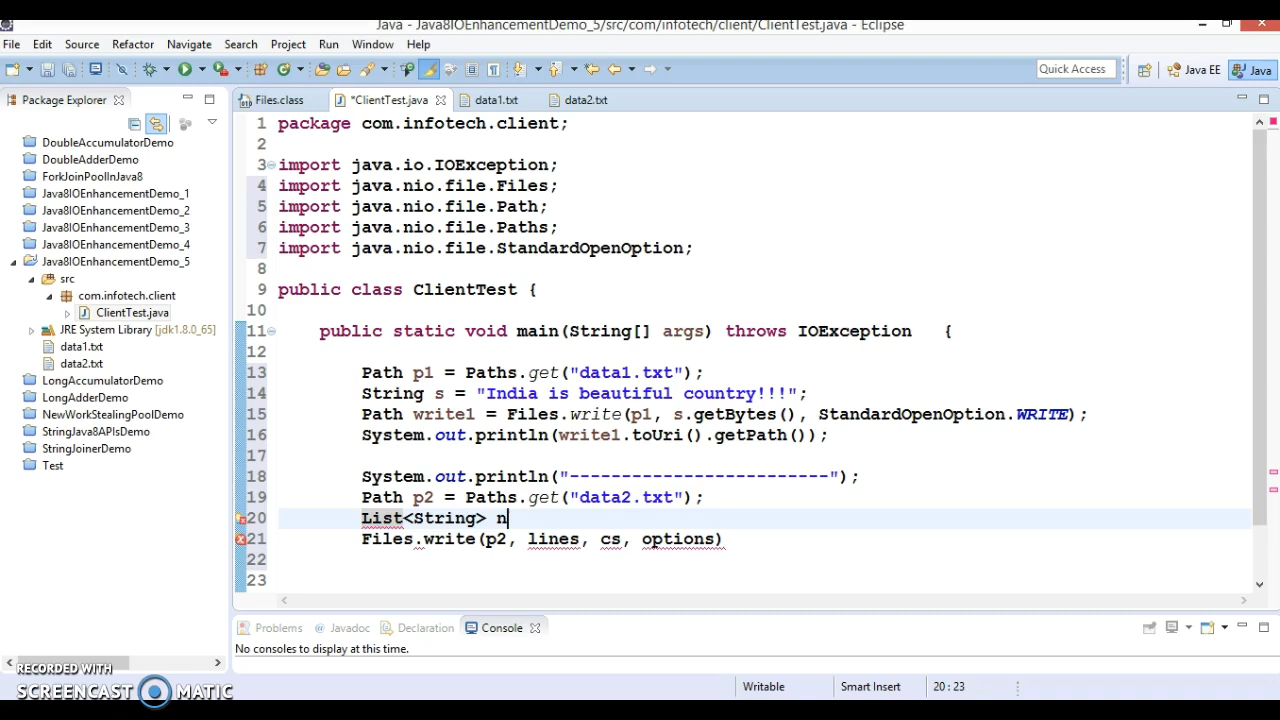 Java - Java8IOEnhancementDemo_5/src/com/infotech/client/ClientTest.java - Eclipse
File Edit Source Refactor Navigate Search Project Run Window Help
Quick Access Java EE Java
Package Explorer
Files.class *ClientTest.java data1.txt data2.txt
DoubleAccumulatorDemo
DoubleAdderDemo
ForkJoinPoolInJava8
Java8IOEnhancementDemo_1
Java8IOEnhancementDemo_2
Java8IOEnhancementDemo_3
Java8IOEnhancementDemo_4
Java8IOEnhancementDemo_5
src
com.infotech.client
ClientTest.java
JRE System Library [jdk1.8.0_65]
data1.txt
data2.txt
LongAccumulatorDemo
LongAdderDemo
NewWorkStealingPoolDemo
StringJava8APIsDemo
StringJoinerDemo
Test
1 package com.infotech.client;
2
3 import java.io.IOException;
4 import java.nio.file.Files;
5 import java.nio.file.Path;
6 import java.nio.file.Paths;
7 import java.nio.file.StandardOpenOption;
8
9 public class ClientTest {
10
11 public static void main(String[] args) throws IOException {
12
13 Path p1 = Paths.get("data1.txt");
14 String s = "India is beautiful country!!!";
15 Path write1 = Files.write(p1, s.getBytes(), StandardOpenOption.WRITE);
16 System.out.println(write1.toUri().getPath());
17
18 System.out.println("-------------------------");
19 Path p2 = Paths.get("data2.txt");
20 List<String> n
21 Files.write(p2, lines, cs, options)
22
23
Problems Javadoc Declaration Console
No consoles to display at this time.
Writable Smart Insert 20 : 23
RECORDED WITH
SCREENCAST MATIC